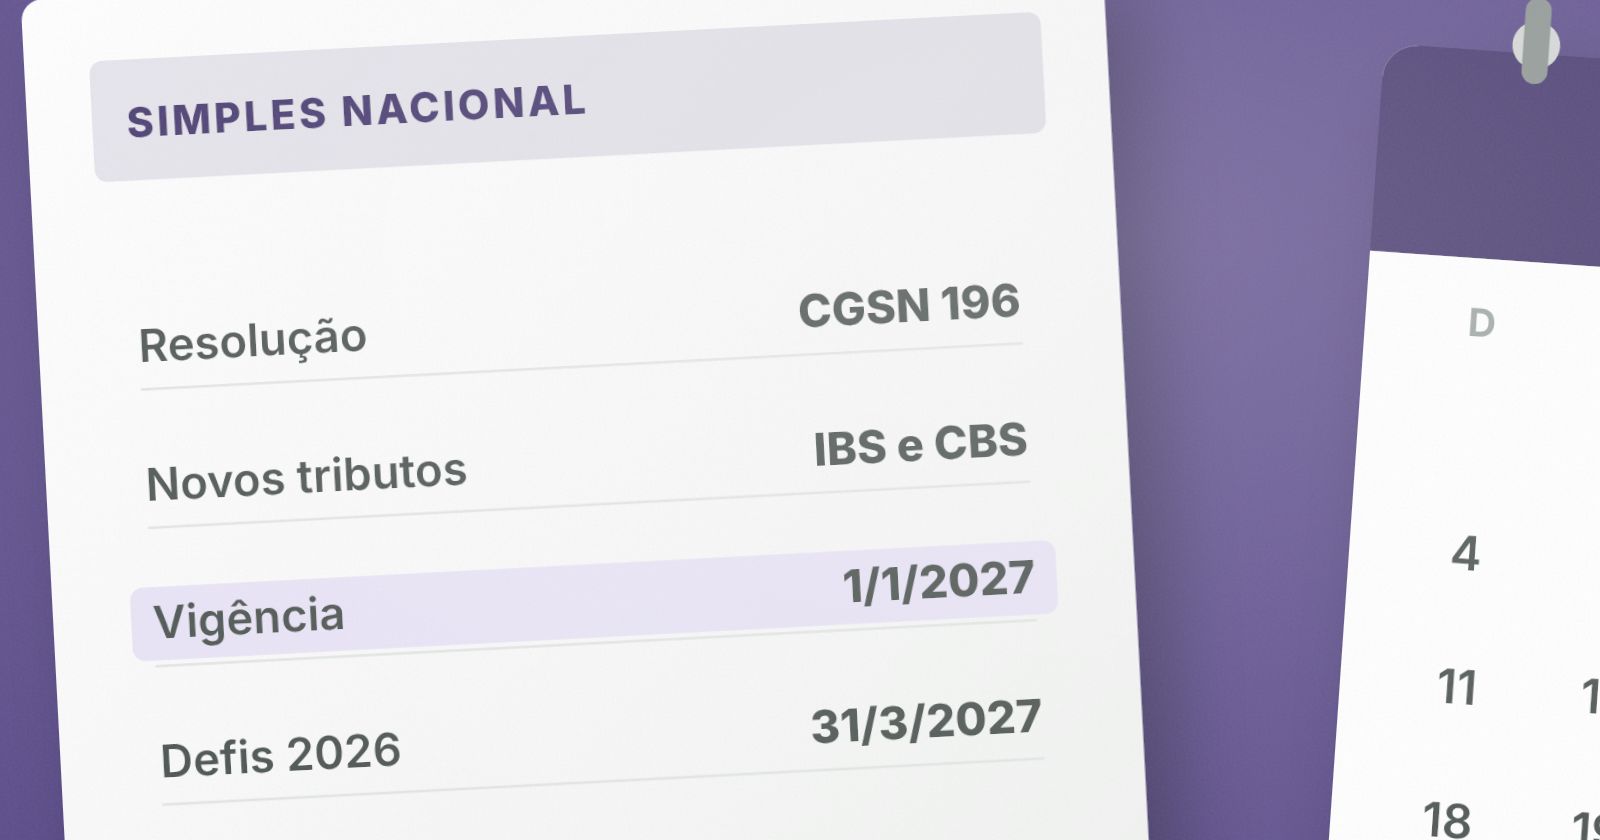 SIMPLES NACIONAL
Resolução CGSN 196
Novos tributos IBS e CBS
Vigência 1/1/2027
Defis 2026 31/3/2027
D
4
11
18